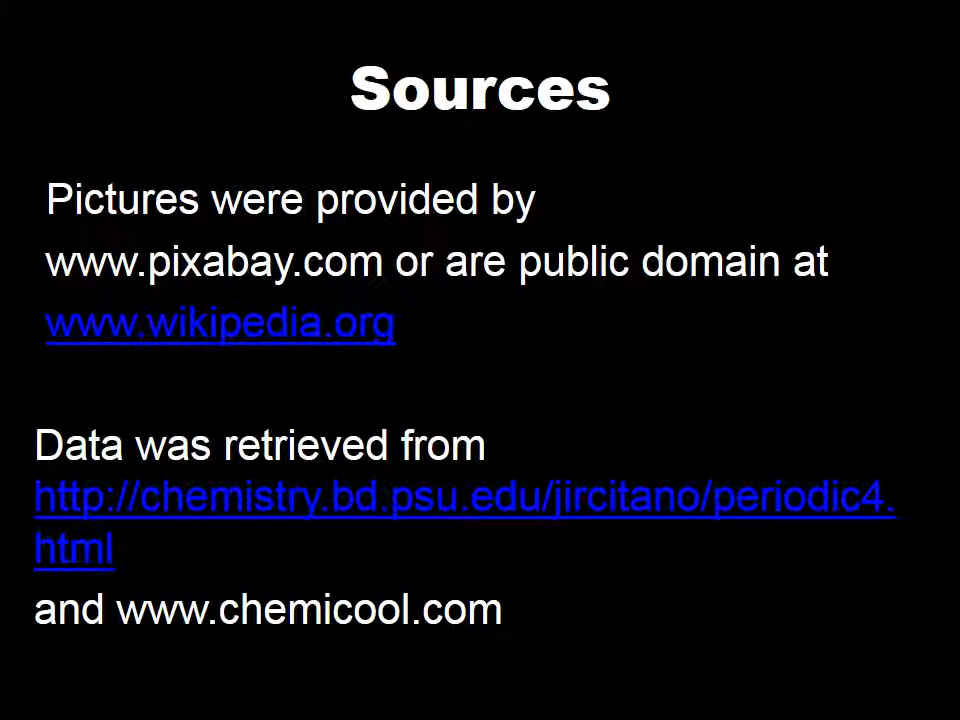 Sources
Pictures were provided by
www.pixabay.com or are public domain at
www.wikipedia.org
Data was retrieved from
http://chemistry.bd.psu.edu/jircitano/periodic4.
html
and www.chemicool.com